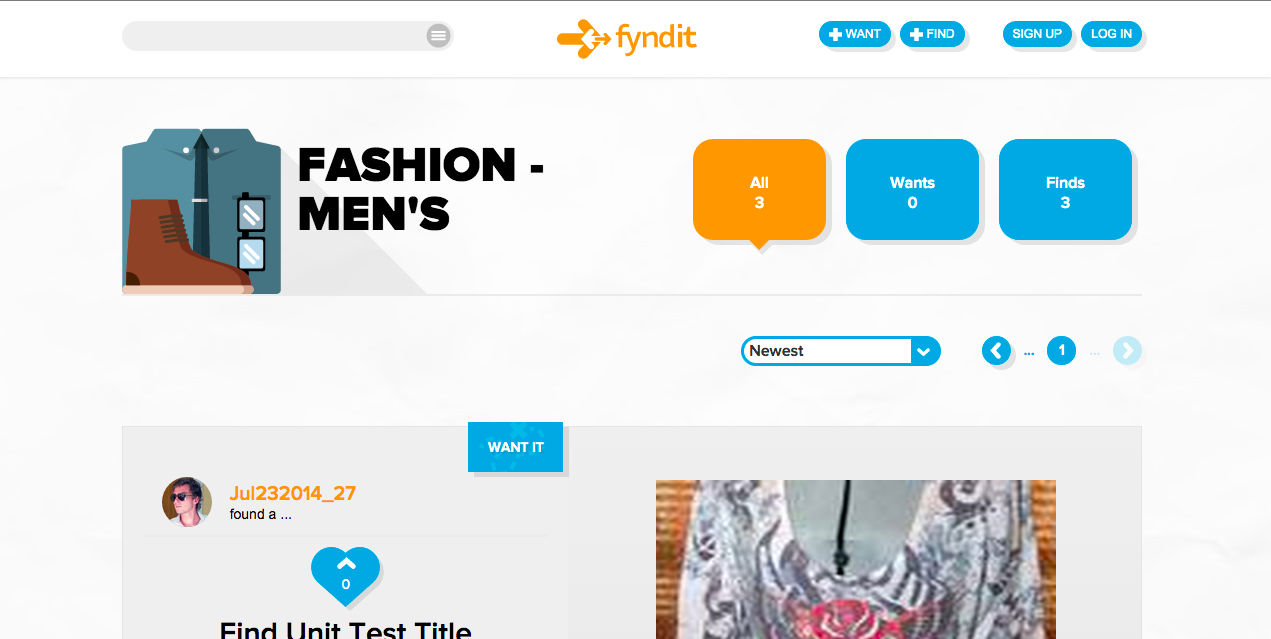 fyndit
WANT
FIND
SIGN UP
LOG IN
FASHION -
MEN'S
All
3
Wants
0
Finds
3
Newest
...
1
...
WANT IT
Jul232014_27
found a ...
0
Find Unit Test Title